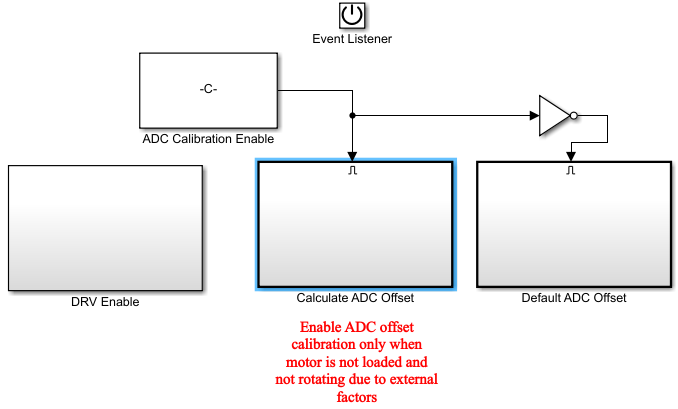 Event Listener
-C-
ADC Calibration Enable
DRV Enable
Calculate ADC Offset
Default ADC Offset
Enable ADC offset
calibration only when
motor is not loaded and
not rotating due to external
factors